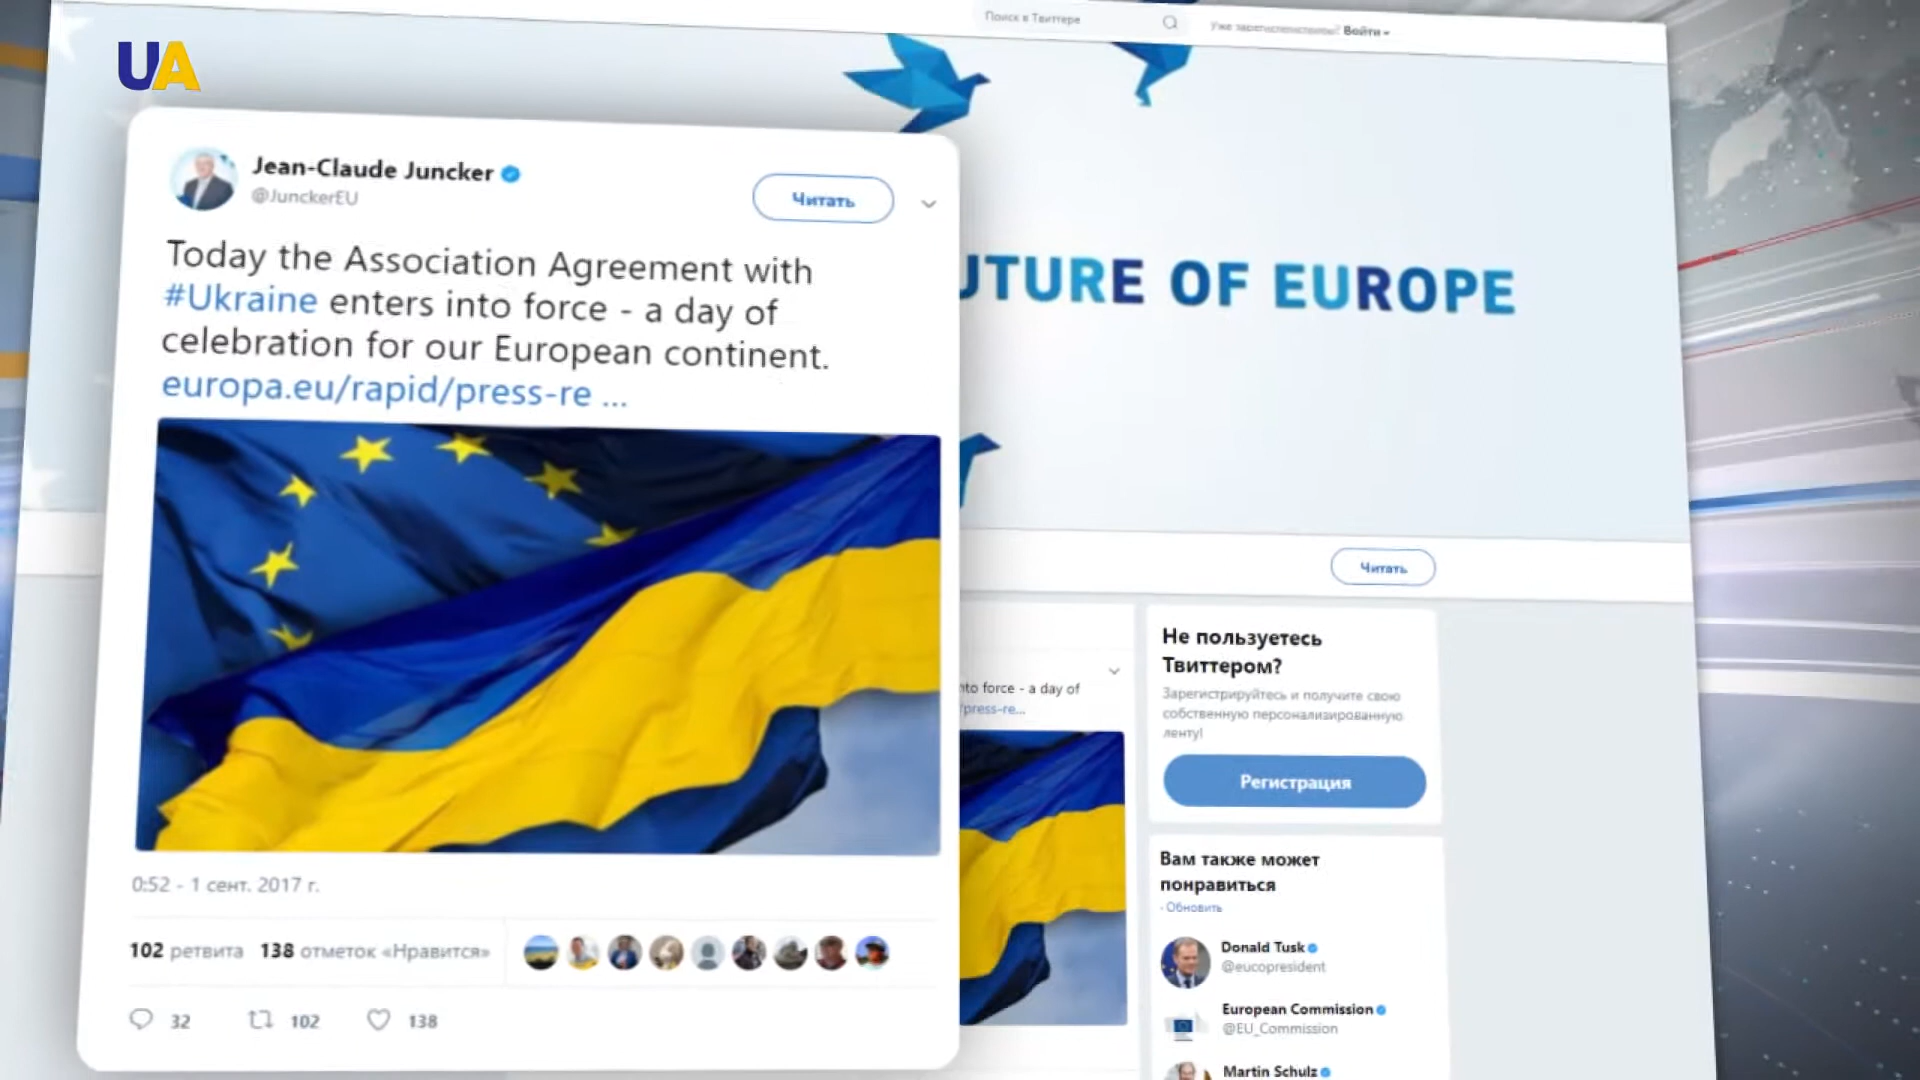 Поиск в Твиттере
Уже зарегистрированы? Войти
UA
Jean-Claude Juncker
@JunckerEU
Читать
Today the Association Agreement with
#Ukraine enters into force - a day of
celebration for our European continent.
europa.eu/rapid/press-re ...
UTURE OF EUROPE
0:52 - 1 сент. 2017 г.
102 ретвита 138 отметок «Нравится»
32 102 138
Читать
nto force - a day of
/press-re...
Не пользуетесь
Твиттером?
Зарегистрируйтесь и получите свою
собственную персонализированную
ленту!
Регистрация
Вам также может
понравиться
· Обновить
Donald Tusk
@eucopresident
European Commission
@EU_Commission
Martin Schulz